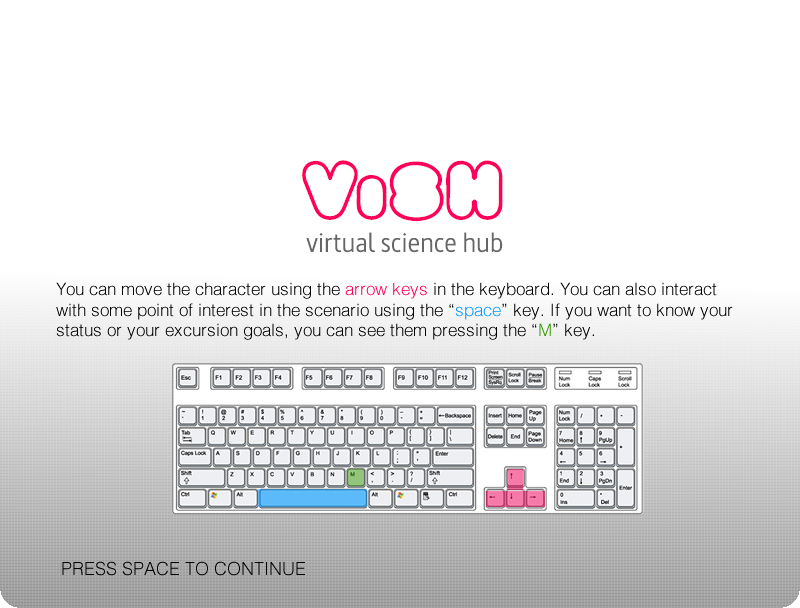 ViSH
virtual science hub
You can move the character using the arrow keys in the keyboard. You can also interact
with some point of interest in the scenario using the “space” key. If you want to know your
status or your excursion goals, you can see them pressing the “M” key.
Esc F1 F2 F3 F4 F5 F6 F7 F8 F9 F10 F11 F12 Print Screen SysRq Scroll Lock Pause Break Num Lock Caps Lock Scroll Lock
~ ` ! 1 @ 2 # 3 $ 4 % 5 ^ 6 & 7 * 8 ( 9 ) 0 ←Backspace Insert Home Page Up Num Lock / * -
Tab Q W E R T Y U I O P { [ } ] | \ Delete End Page Down 7 Home 8 ↑ 9 PgUp +
Caps Lock A S D F G H J K L : ; Enter 4 ← 5 6 →
Shift Z X C V B N M < , > . ? / Shift ↑ 1 End 2 ↓ 3 PgDn Enter
Ctrl Alt Alt Ctrl ← ↓ → 0 Ins Del
PRESS SPACE TO CONTINUE